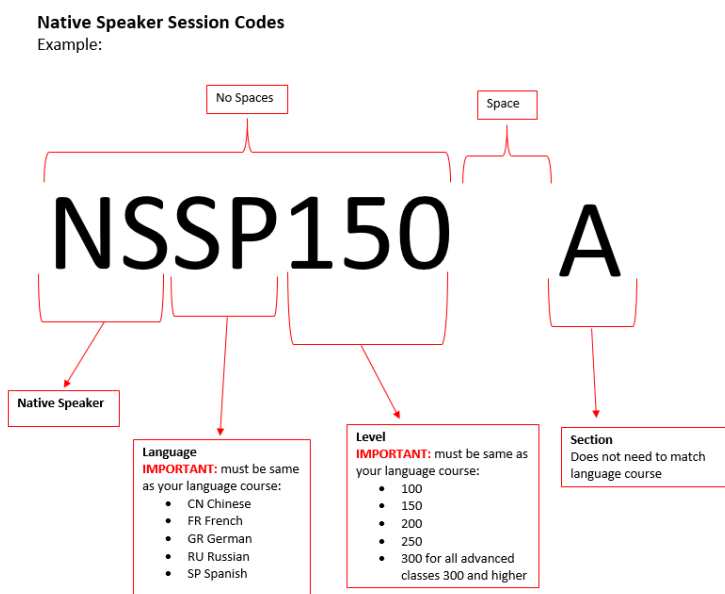 Native Speaker Session Codes
Example:
No Spaces
Space
NSSP150 A
Native Speaker
Language
IMPORTANT: must be same
as your language course:
• CN Chinese
• FR French
• GR German
• RU Russian
• SP Spanish
Level
IMPORTANT: must be same as
your language course:
• 100
• 150
• 200
• 250
• 300 for all advanced
classes 300 and higher
Section
Does not need to match
language course